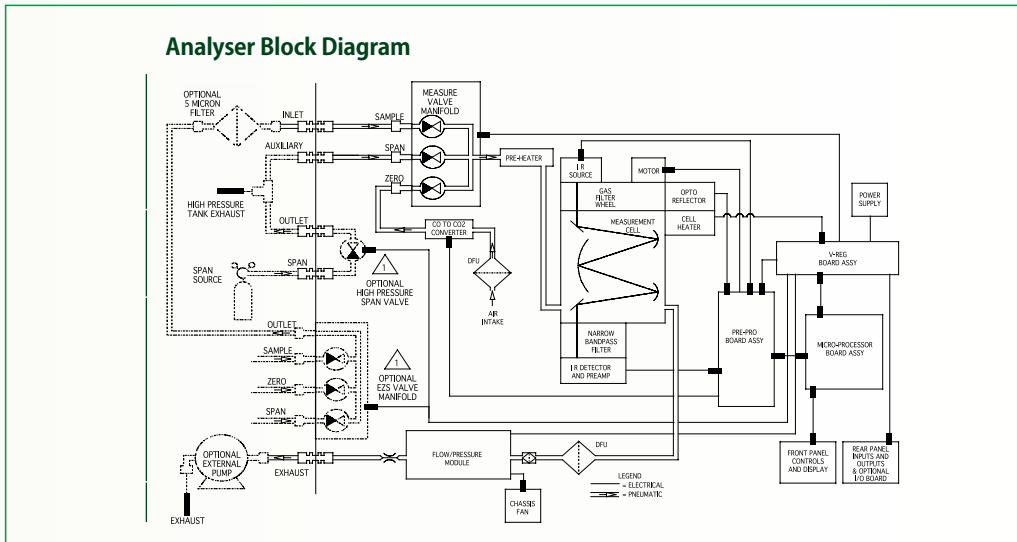 Analyser Block Diagram
OPTIONAL
5 MICRON
FILTER
INLET
SAMPLE
MEASURE
VALVE
MANIFOLD
AUXILIARY
SPAN
PRE-HEATER
ZERO
HIGH PRESSURE
TANK EXHAUST
OUTLET
CO TO CO2
CONVERTER
SPAN
SOURCE
SPAN
1
OPTIONAL
HIGH PRESSURE
SPAN VALVE
DFU
AIR
INTAKE
I R
SOURCE
MOTOR
GAS
FILTER
WHEEL
OPTO
REFLECTOR
MEASUREMENT
CELL
CELL
HEATER
POWER
SUPPLY
V-REG
BOARD ASSY
PRE-PRO
BOARD ASSY
MICRO-PROCESSOR
BOARD ASSY
NARROW
BANDPASS
FILTER
I R DETECTOR
AND PREAMP
OUTLET
SAMPLE
ZERO
SPAN
1
OPTIONAL
EZS VALVE
MANIFOLD
OPTIONAL
EXTERNAL
PUMP
EXHAUST
EXHAUST
FLOW/PRESSURE
MODULE
DFU
CHASSIS
FAN
LEGEND
= ELECTRICAL
= PNEUMATIC
FRONT PANEL
CONTROLS
AND DISPLAY
REAR PANEL
INPUTS AND
OUTPUTS
& OPTIONAL
I/O BOARD